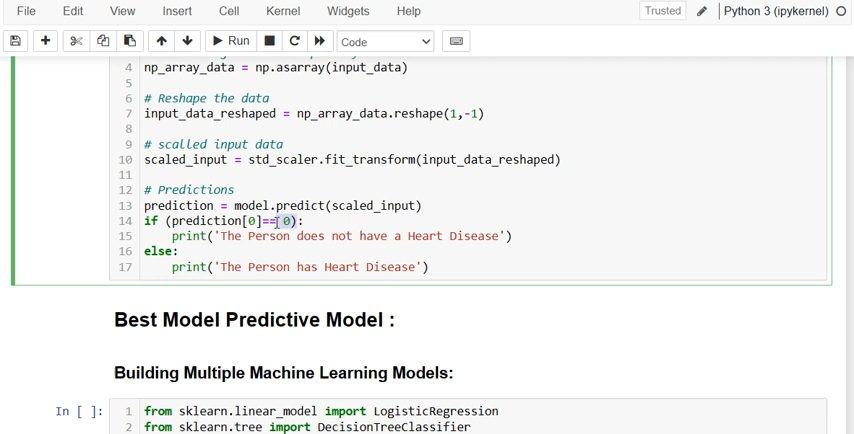 File Edit View Insert Cell Kernel Widgets Help Trusted Python 3 (ipykernel)
Run Code
4 np_array_data = np.asarray(input_data)
5
6 # Reshape the data
7 input_data_reshaped = np_array_data.reshape(1,-1)
8
9 # scalled input data
10 scaled_input = std_scaler.fit_transform(input_data_reshaped)
11
12 # Predictions
13 prediction = model.predict(scaled_input)
14 if (prediction[0]== 0):
15 print('The Person does not have a Heart Disease')
16 else:
17 print('The Person has Heart Disease')
Best Model Predictive Model :
Building Multiple Machine Learning Models:
In [ ]: 1 from sklearn.linear_model import LogisticRegression
2 from sklearn.tree import DecisionTreeClassifier